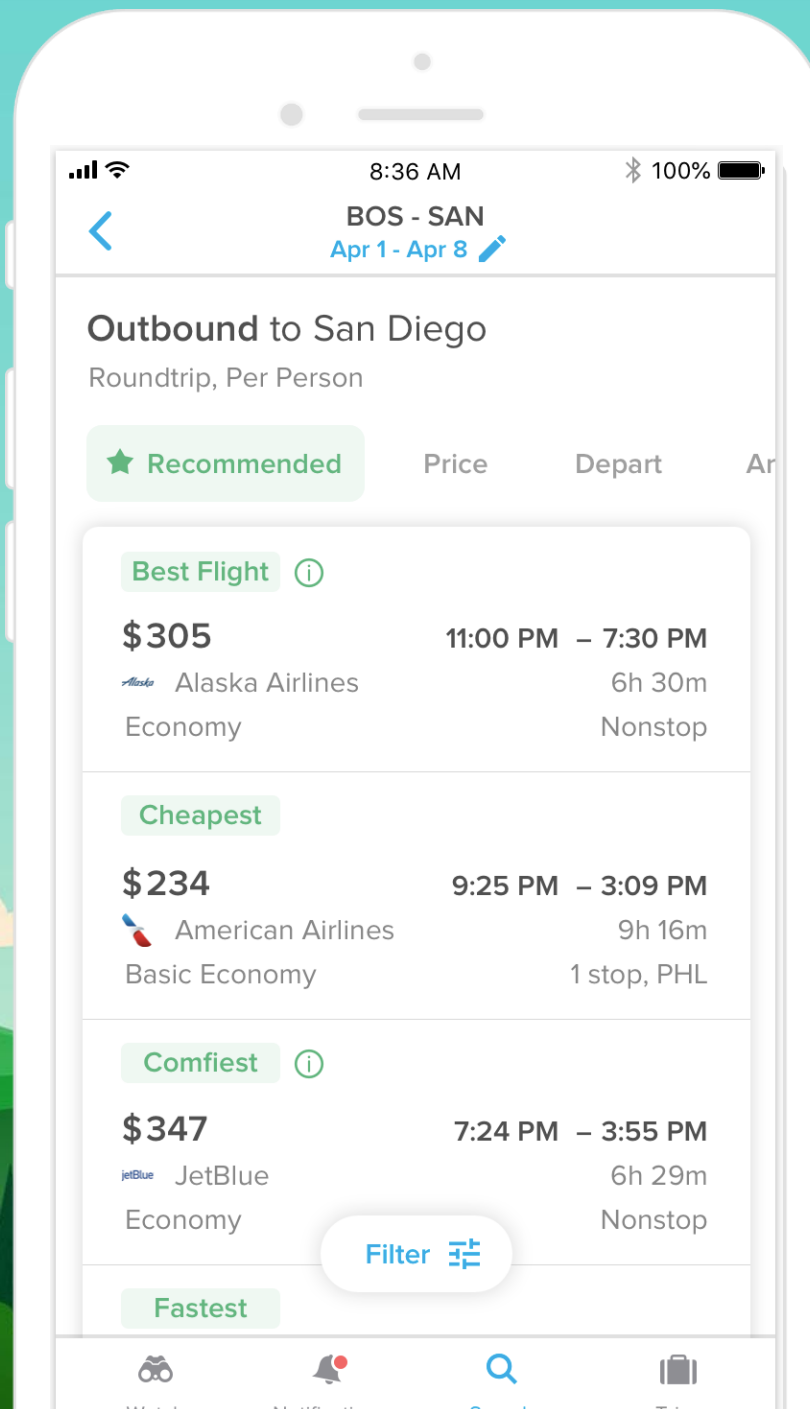 8:36 AM
100%
BOS - SAN
Apr 1 - Apr 8
Outbound to San Diego
Roundtrip, Per Person
Recommended Price Depart
Best Flight
$305 11:00 PM – 7:30 PM
Alaska Alaska Airlines 6h 30m
Economy Nonstop
Cheapest
$234 9:25 PM – 3:09 PM
American Airlines 9h 16m
Basic Economy 1 stop, PHL
Comfiest
$347 7:24 PM – 3:55 PM
jetBlue JetBlue 6h 29m
Economy Nonstop
Filter
Fastest